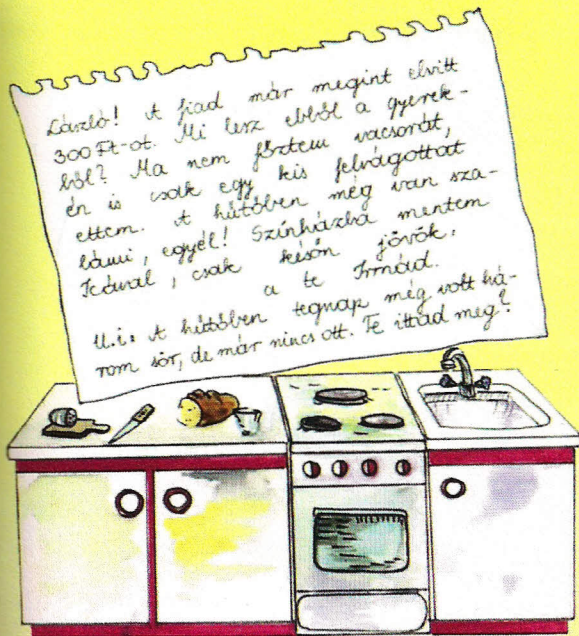 László! A fiad már megint elvitt
300 Ft-ot. Mi lesz ebből a gyerek-
ből? Ma nem főztem vacsorát,
én is csak egy kis felvágottat
ettem. A hűtőben még van sza-
lámi, egyél! Színházba mentem
Icával, csak későn jövök.
a te Irmád.
U.i. A hűtőben tegnap még volt há-
rom sör, de már nincs ott. Te ittad meg?